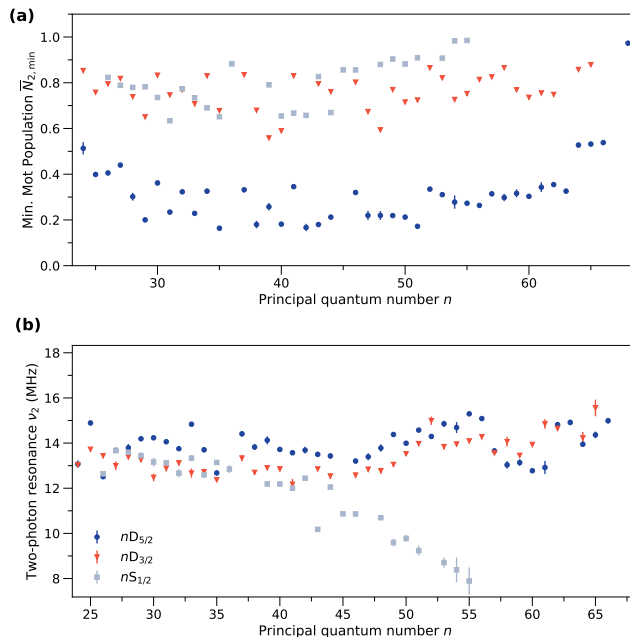 (a)
Min. Mot Population N̅₂,min
1.0
0.8
0.6
0.4
0.2
0.0
30 40 50 60
Principal quantum number n
(b)
Two-photon resonance ν₂ (MHz)
18
16
14
12
10
8
nD₅/₂
nD₃/₂
nS₁/₂
25 30 35 40 45 50 55 60 65
Principal quantum number n